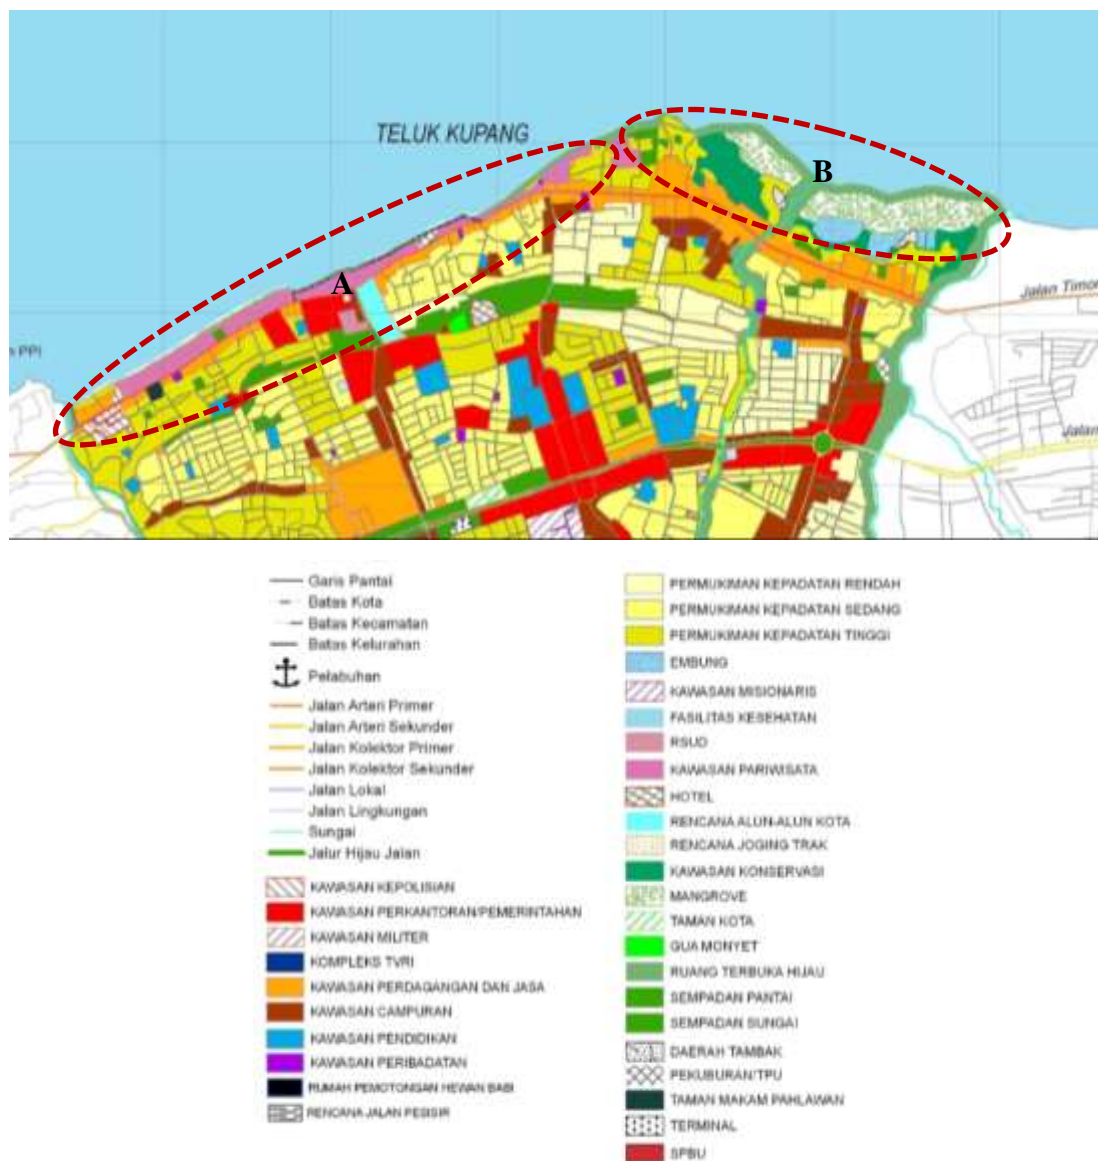 TELUK KUPANG
B
A
Jalan Timor
PPI
Jalan
Garis Pantai
Batas Kota
Batas Kecamatan
Batas Kelurahan
Pelabuhan
Jalan Arteri Primer
Jalan Arteri Sekunder
Jalan Kolektor Primer
Jalan Kolektor Sekunder
Jalan Lokal
Jalan Lingkungan
Sungai
Jalur Hijau Jalan
KAWASAN KEPOLISIAN
KAWASAN PERKANTORAN/PEMERINTAHAN
KAWASAN MILITER
KOMPLEKS TVRI
KAWASAN PERDAGANGAN DAN JASA
KAWASAN CAMPURAN
KAWASAN PENDIDIKAN
KAWASAN PERIBADATAN
RUMAH PEMOTONGAN HEWAN BABI
RENCANA JALAN PESISIR
PERMUKIMAN KEPADATAN RENDAH
PERMUKIMAN KEPADATAN SEDANG
PERMUKIMAN KEPADATAN TINGGI
EMBUNG
KAWASAN MISIONARIS
FASILITAS KESEHATAN
RSUD
KAWASAN PARIWISATA
HOTEL
RENCANA ALUN-ALUN KOTA
RENCANA JOGING TRAK
KAWASAN KONSERVASI
MANGROVE
TAMAN KOTA
GUA MONYET
RUANG TERBUKA HIJAU
SEMPADAN PANTAI
SEMPADAN SUNGAI
DAERAH TAMBAK
PEKUBURAN/TPU
TAMAN MAKAM PAHLAWAN
TERMINAL
SPBU